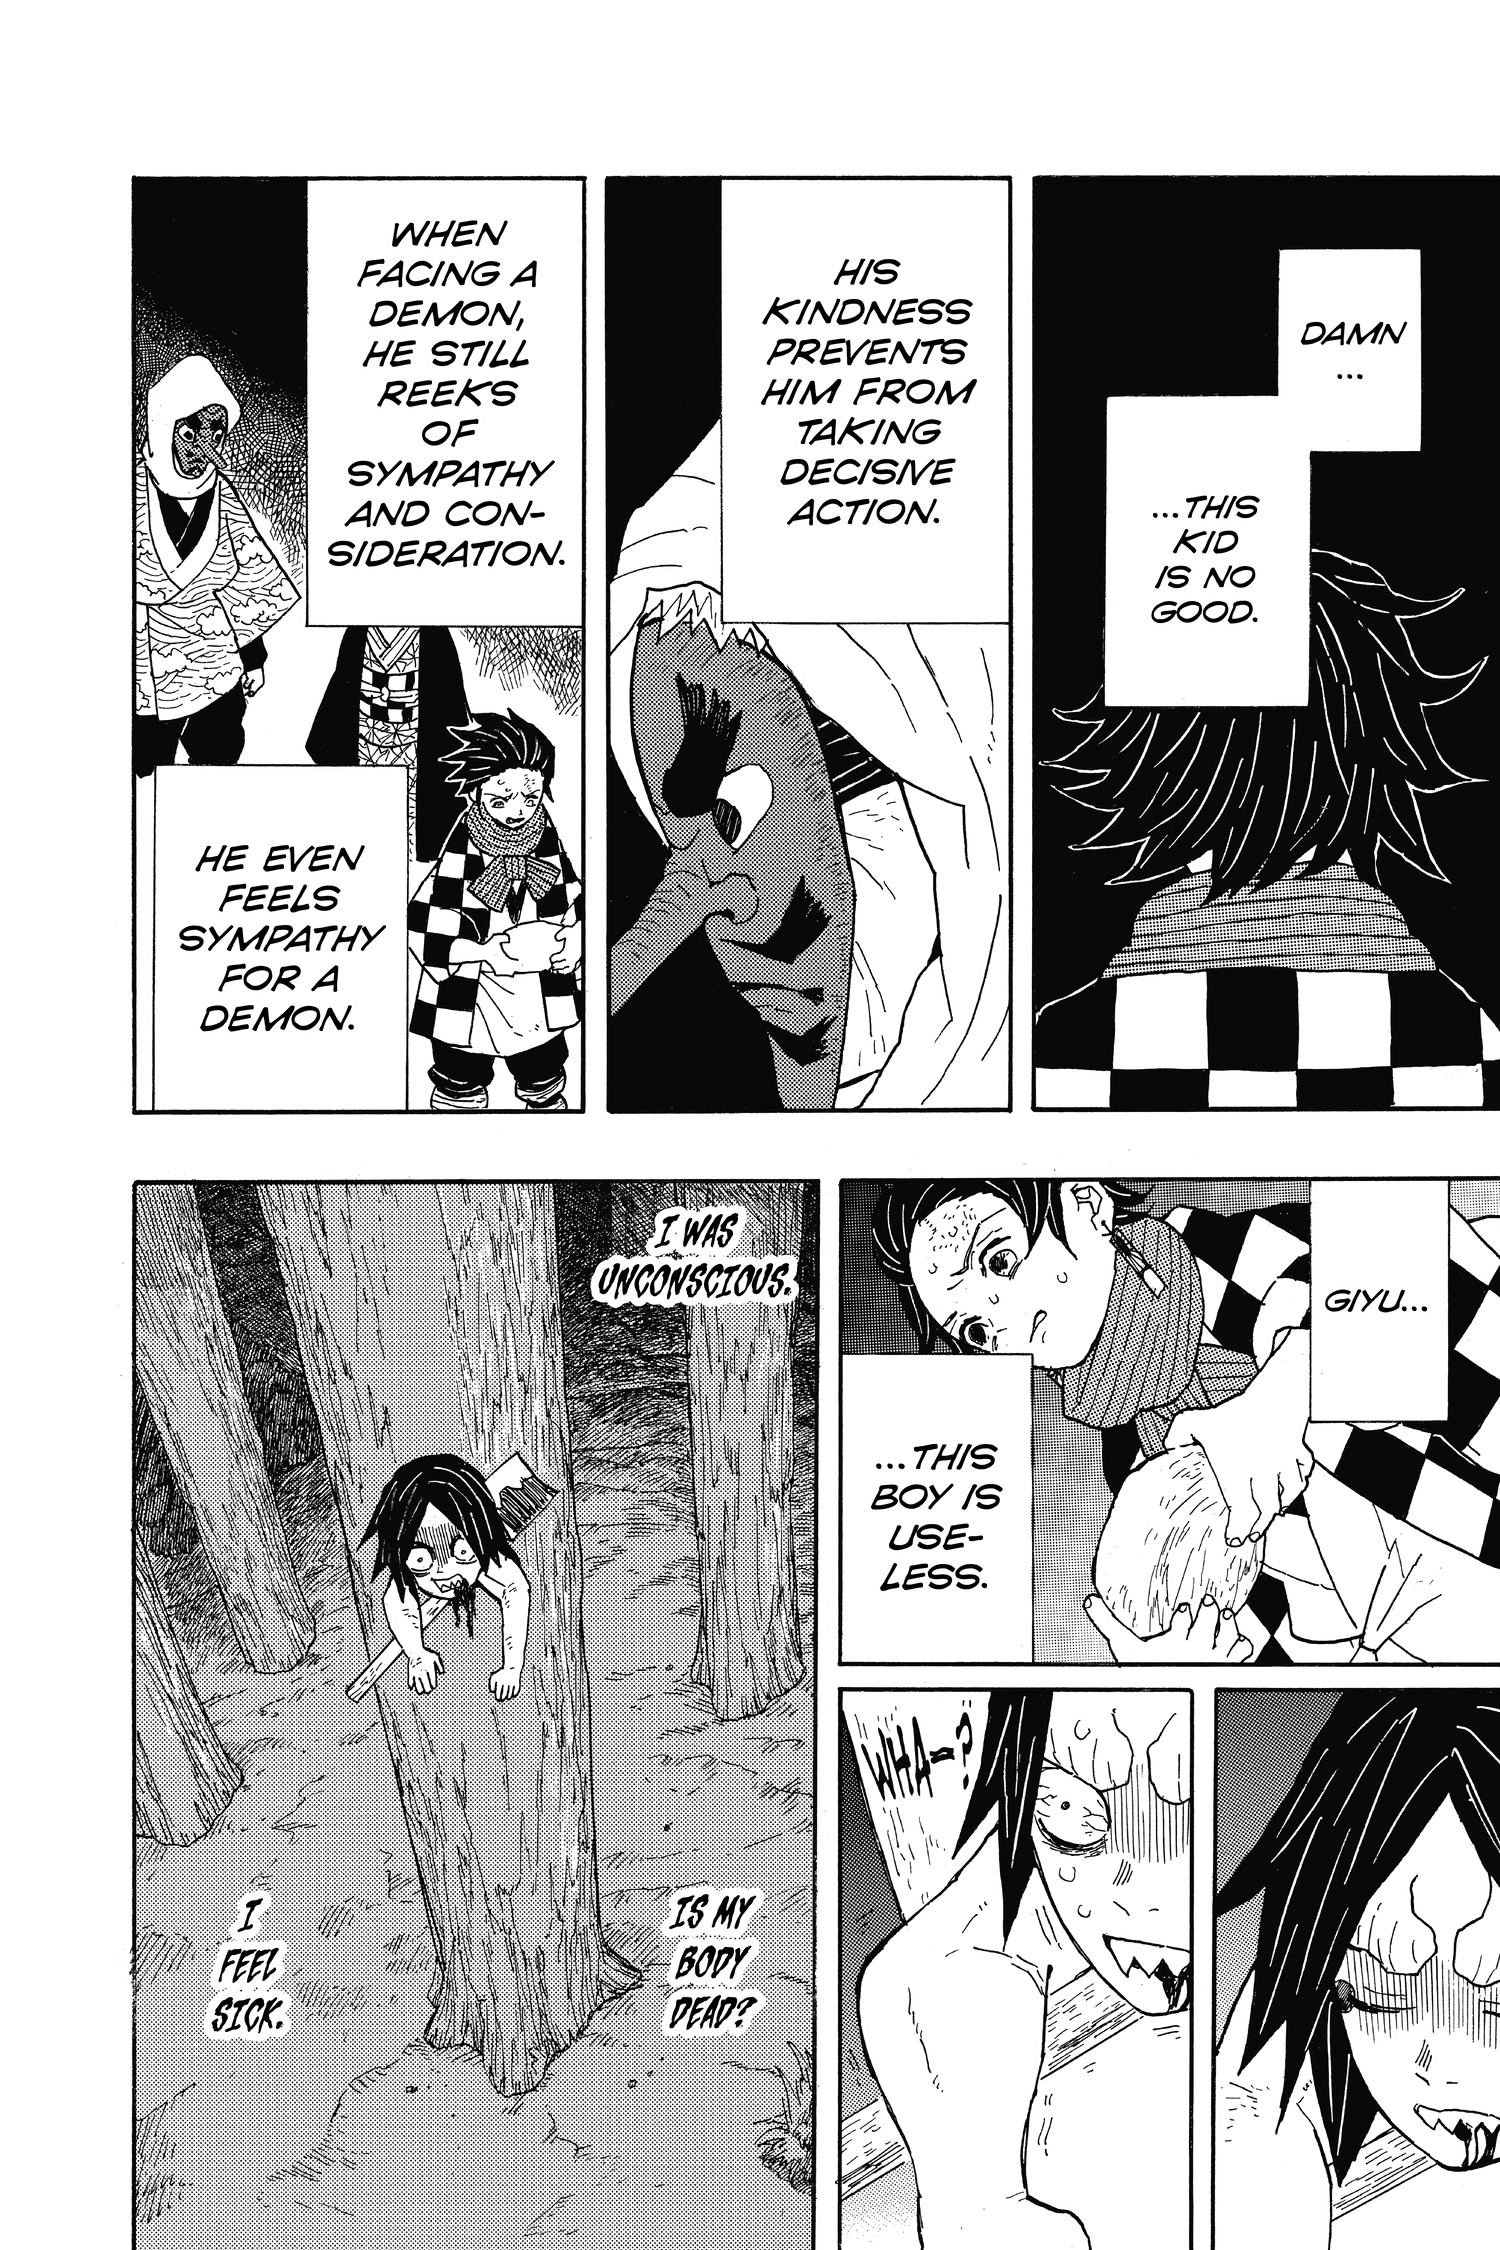 DAMN
...
...THIS
KID
IS NO
GOOD.
HIS
KINDNESS
PREVENTS
HIM FROM
TAKING
DECISIVE
ACTION.
WHEN
FACING A
DEMON,
HE STILL
REEKS
OF
SYMPATHY
AND CON-
SIDERATION.
HE EVEN
FEELS
SYMPATHY
FOR A
DEMON.
GIYU...
...THIS
BOY IS
USE-
LESS.
WHA-?
I WAS
UNCONSCIOUS.
IS MY
BODY
DEAD?
I
FEEL
SICK.